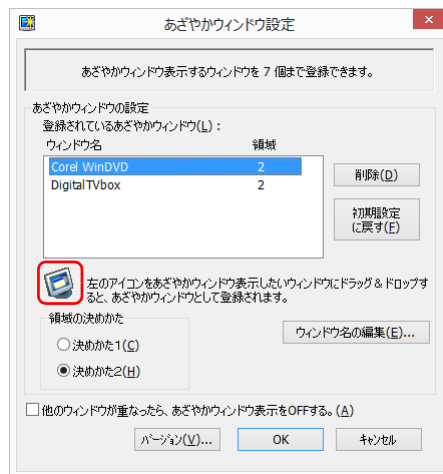 あざやかウィンドウ設定
あざやかウィンドウ表示するウィンドウを 7 個まで登録できます。
あざやかウィンドウの設定
登録されているあざやかウィンドウ(L)：
ウィンドウ名 領域
Corel WinDVD 2
DigitalTVbox 2
削除(D)
初期設定
に戻す(F)
左のアイコンをあざやかウィンドウ表示したいウィンドウにドラッグ & ドロップす
ると、あざやかウィンドウとして登録されます。
領域の決めかた
ウィンドウ名の編集(E)...
決めかた1(C)
決めかた2(H)
他のウィンドウが重なったら、あざやかウィンドウ表示をOFFする。(A)
バージョン(V)... OK キャンセル